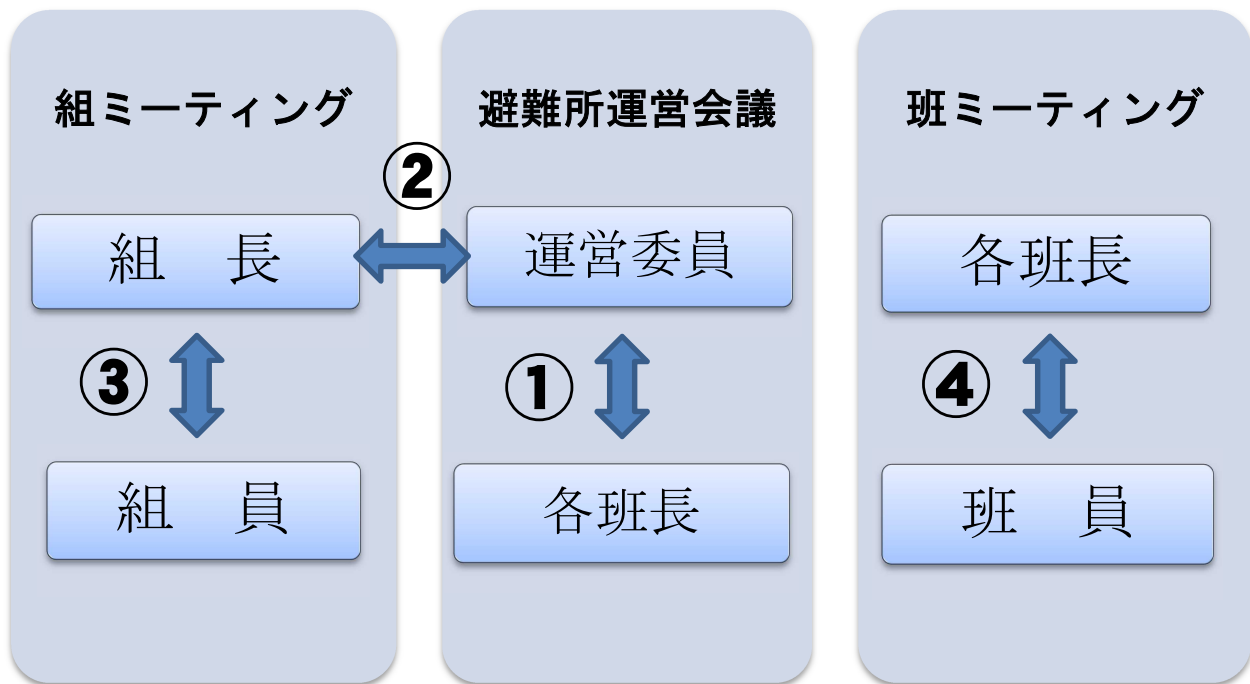 組ミーティング
避難所運営会議
班ミーティング
②
組　長
運営委員
各班長
③
①
④
組　員
各班長
班　員